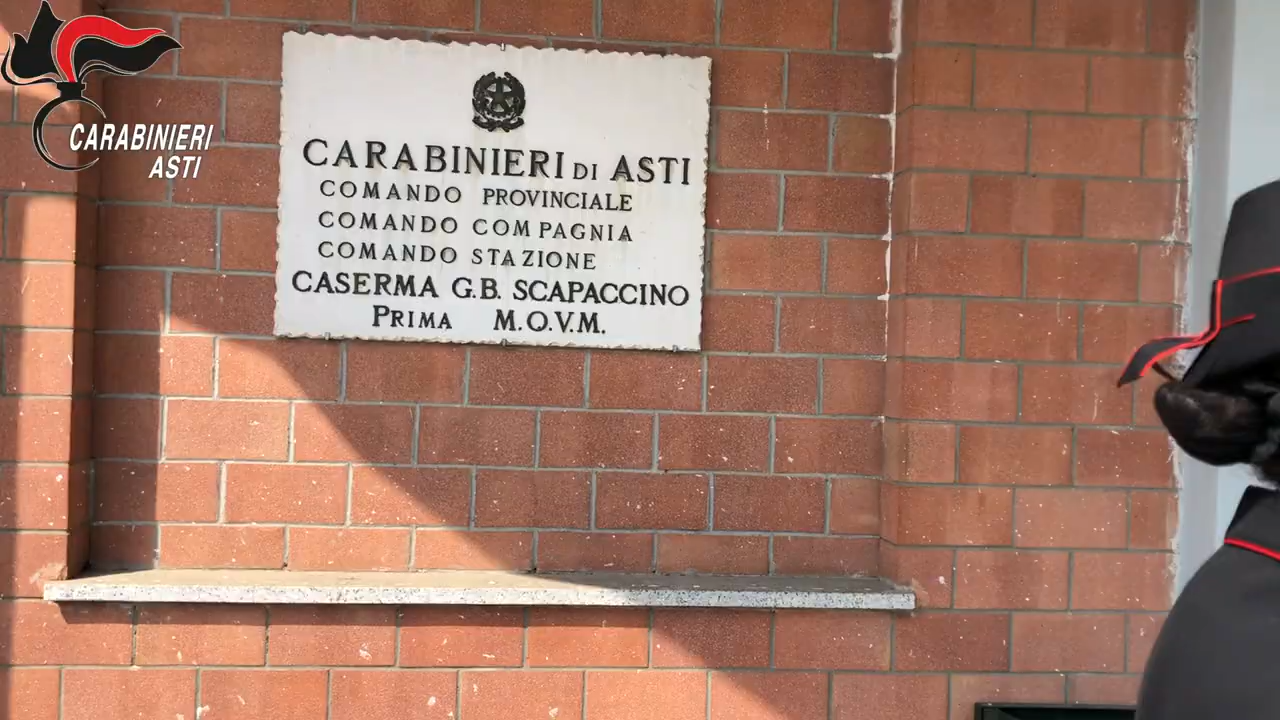 CARABINIERI
ASTI
CARABINIERI DI ASTI
COMANDO PROVINCIALE
COMANDO COMPAGNIA
COMANDO STAZIONE
CASERMA G.B. SCAPACCINO
PRIMA M.O.V.M.